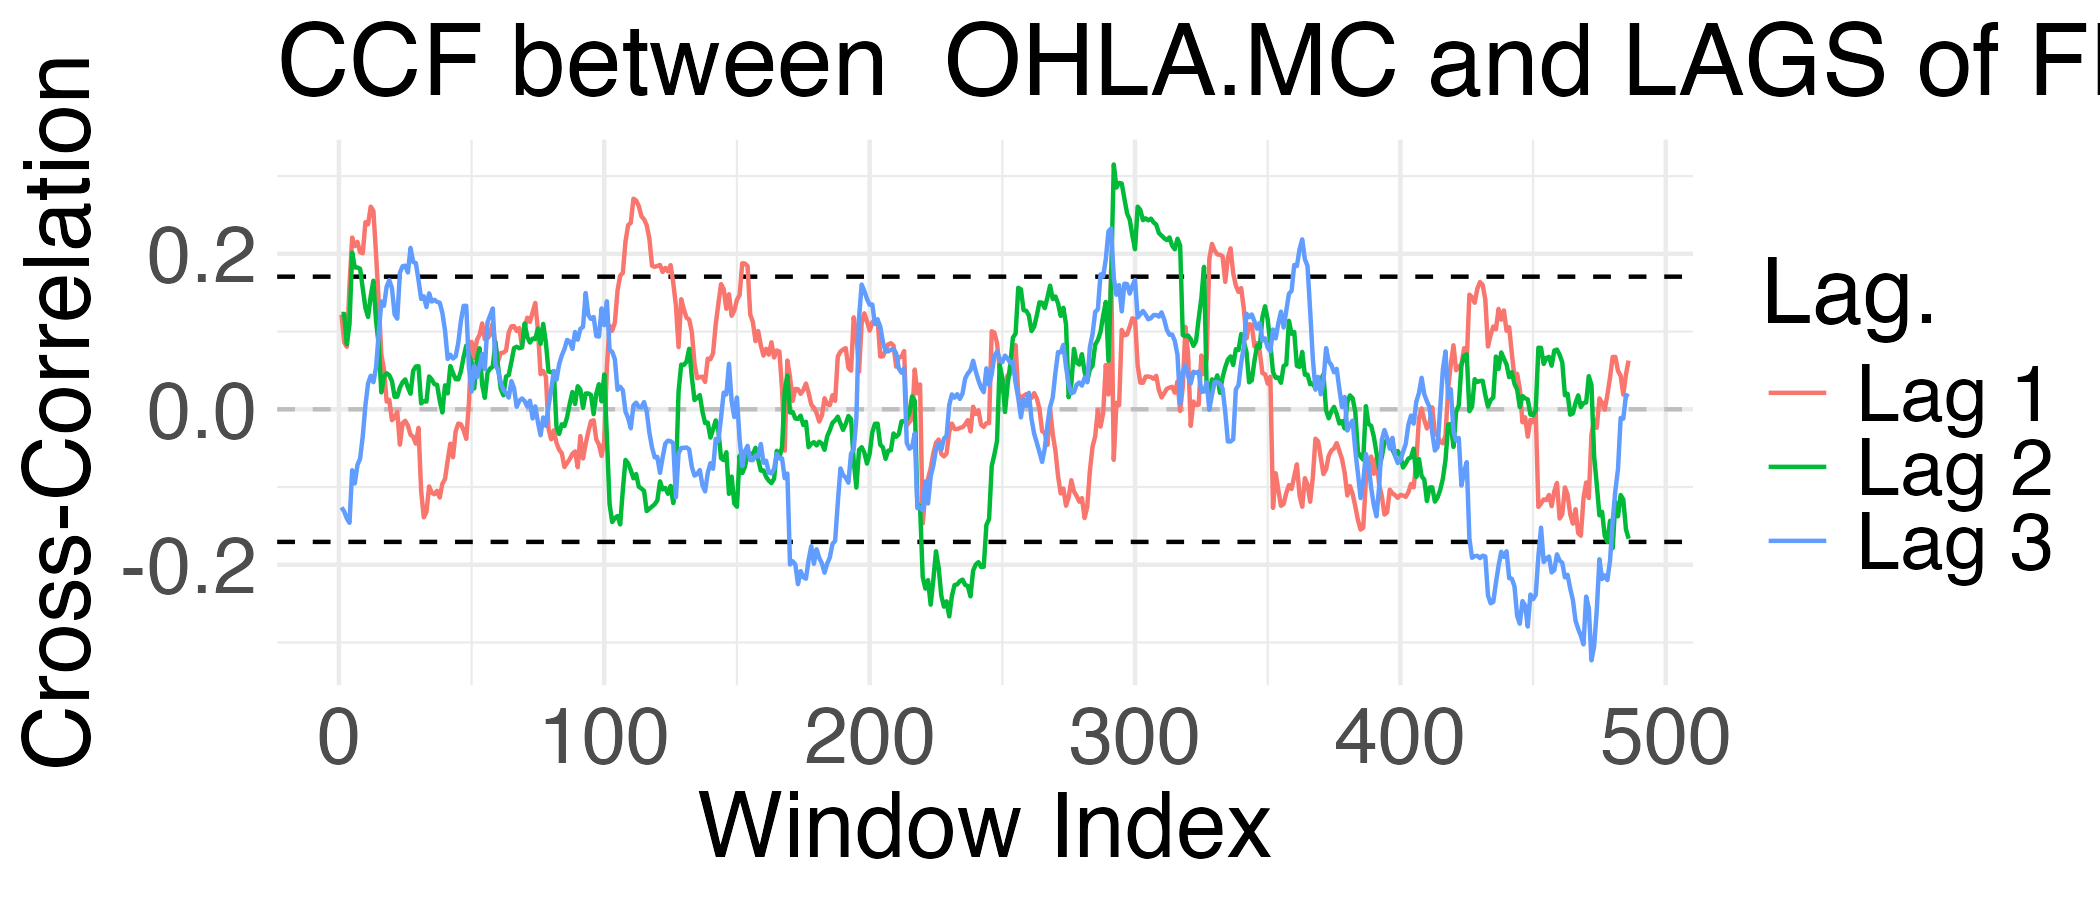 CCF between OHLA.MC and LAGS of
Cross-Correlation
0.2
0.0
-0.2
0
100
200
300
400
500
Window Index
Lag.
Lag 1
Lag 2
Lag 3